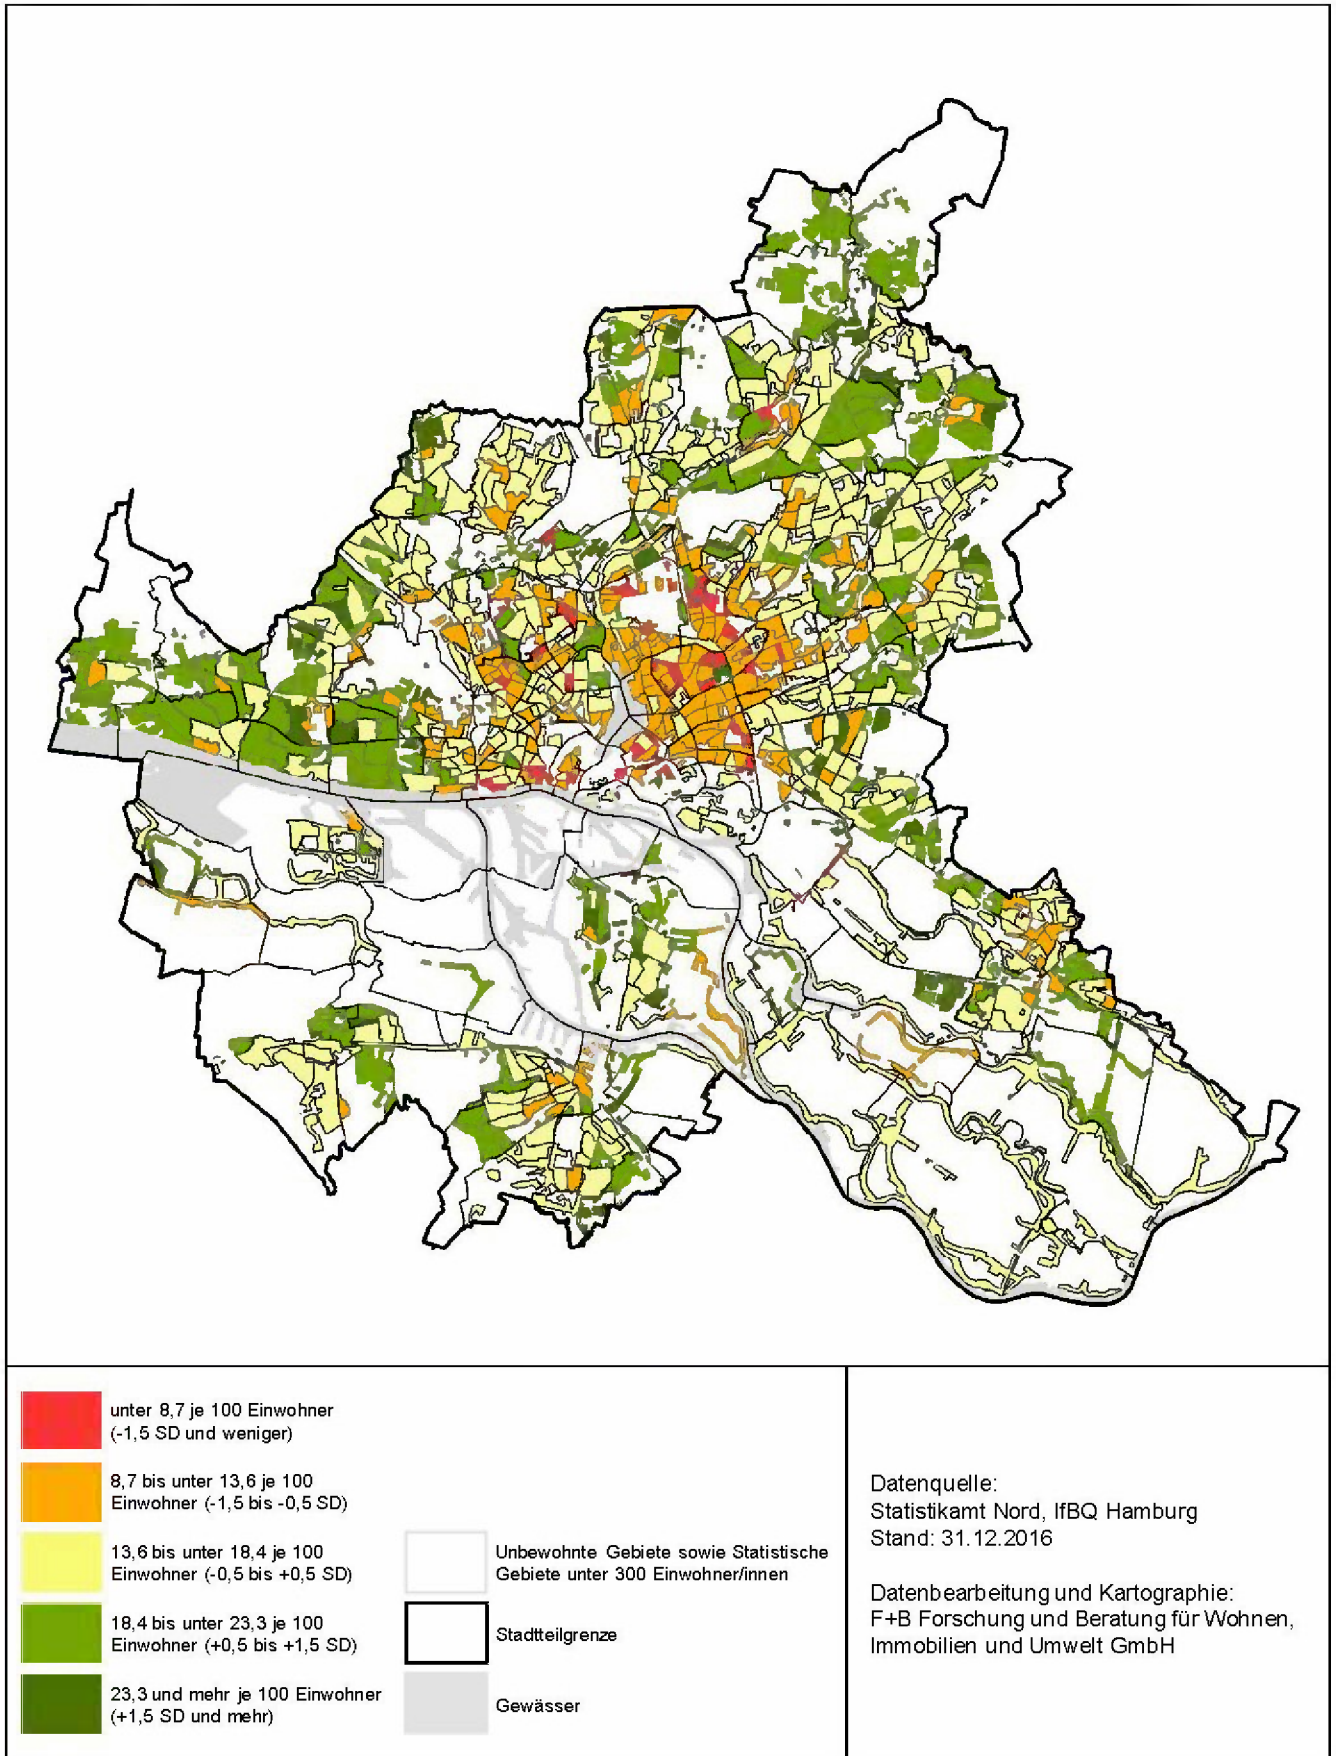 unter 8,7 je 100 Einwohner
(-1,5 SD und weniger)
8,7 bis unter 13,6 je 100
Einwohner (-1,5 bis -0,5 SD)
13,6 bis unter 18,4 je 100
Einwohner (-0,5 bis +0,5 SD)
18,4 bis unter 23,3 je 100
Einwohner (+0,5 bis +1,5 SD)
23,3 und mehr je 100 Einwohner
(+1,5 SD und mehr)
Unbewohnte Gebiete sowie Statistische
Gebiete unter 300 Einwohner/innen
Stadtteilgrenze
Gewässer
Datenquelle:
Statistikamt Nord, IfBQ Hamburg
Stand: 31.12.2016
Datenbearbeitung und Kartographie:
F+B Forschung und Beratung für Wohnen,
Immobilien und Umwelt GmbH